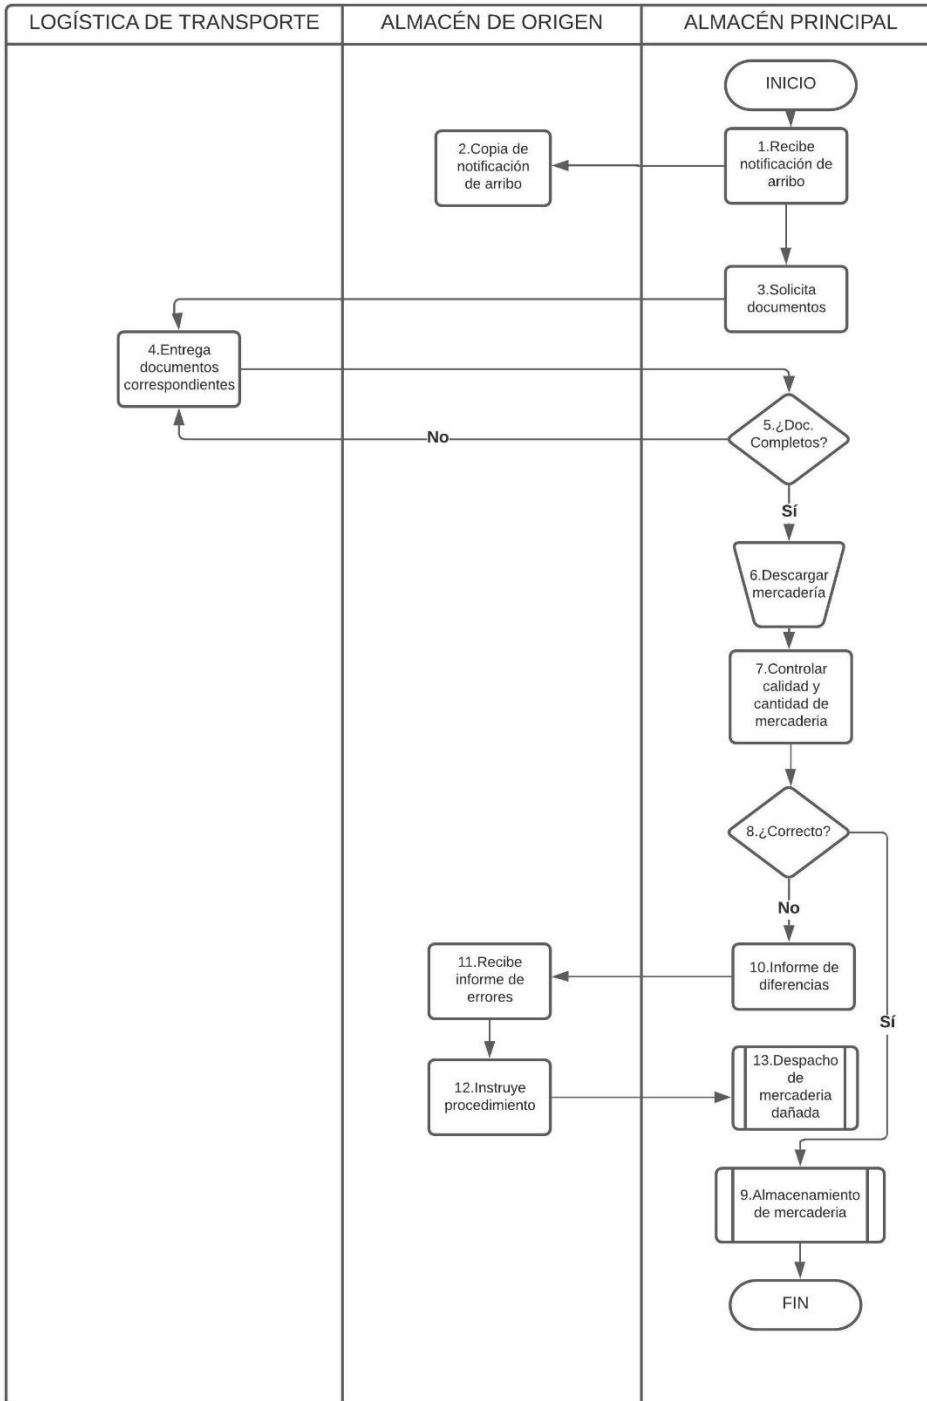 LOGÍSTICA DE TRANSPORTE
ALMACÉN DE ORIGEN
ALMACÉN PRINCIPAL
INICIO
1.Recibe
notificación de
arribo
2.Copia de
notificación
de arribo
3.Solicita
documentos
4.Entrega
documentos
correspondientes
5.¿Doc.
Completos?
No
Sí
6.Descargar
mercadería
7.Controlar
calidad y
cantidad de
mercaderia
8.¿Correcto?
No
Sí
10.Informe de
diferencias
11.Recibe
informe de
errores
12.Instruye
procedimiento
13.Despacho
de
mercaderia
dañada
9.Almacenamiento
de mercaderia
FIN